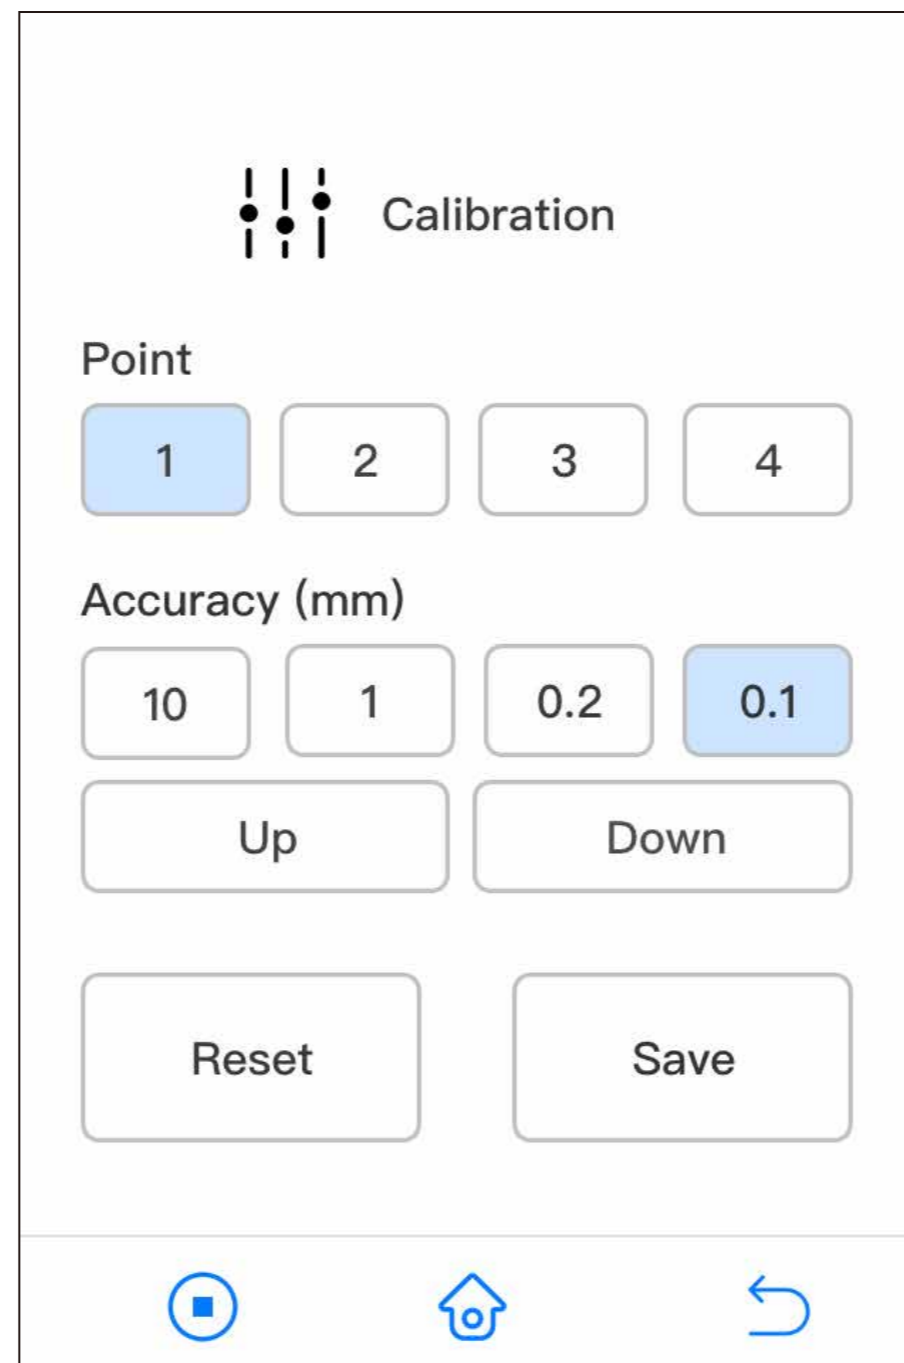 Calibration
Point
1 2 3 4
Accuracy (mm)
10 1 0.2 0.1
Up Down
Reset Save